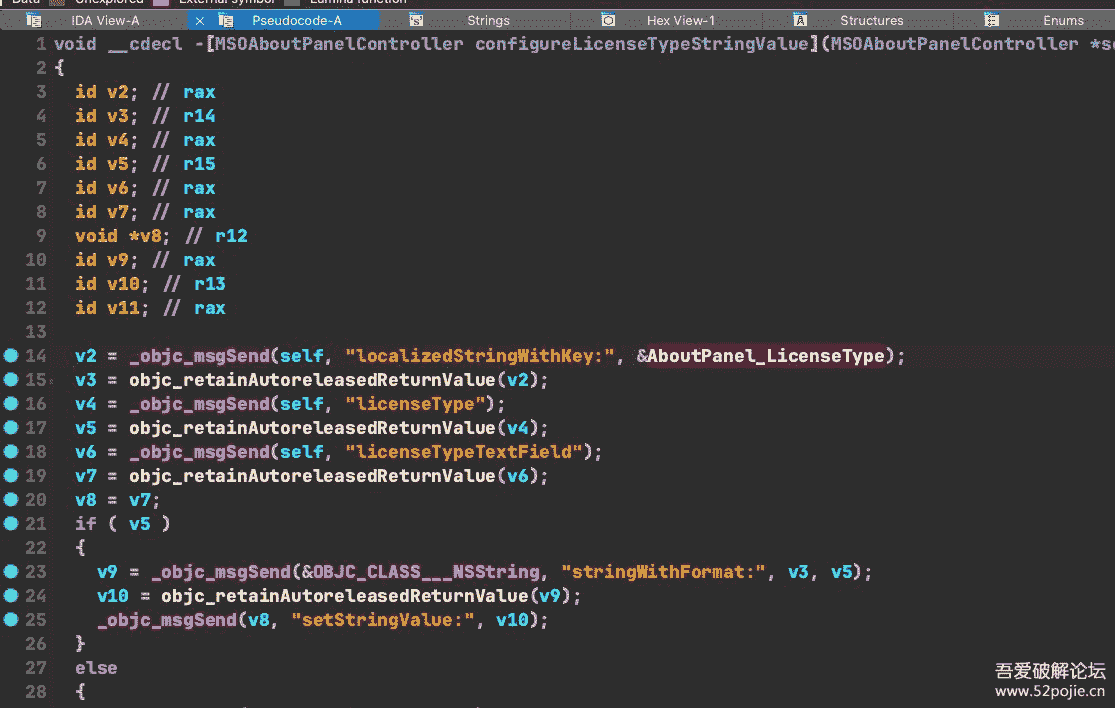 Data Unexplored External symbol Lumina function
IDA View-A × Pseudocode-A Strings Hex View-1 Structures Enums
1 void __cdecl -[MSOAboutPanelController configureLicenseTypeStringValue](MSOAboutPanelController *s
2 {
3 id v2; // rax
4 id v3; // r14
5 id v4; // rax
6 id v5; // r15
7 id v6; // rax
8 id v7; // rax
9 void *v8; // r12
10 id v9; // rax
11 id v10; // r13
12 id v11; // rax
13
14 v2 = _objc_msgSend(self, "localizedStringWithKey:", &AboutPanel_LicenseType);
15 v3 = objc_retainAutoreleasedReturnValue(v2);
16 v4 = _objc_msgSend(self, "licenseType");
17 v5 = objc_retainAutoreleasedReturnValue(v4);
18 v6 = _objc_msgSend(self, "licenseTypeTextField");
19 v7 = objc_retainAutoreleasedReturnValue(v6);
20 v8 = v7;
21 if ( v5 )
22 {
23 v9 = _objc_msgSend(&OBJC_CLASS___NSString, "stringWithFormat:", v3, v5);
24 v10 = objc_retainAutoreleasedReturnValue(v9);
25 _objc_msgSend(v8, "setStringValue:", v10);
26 }
27 else
28 {
吾爱破解论坛
www.52pojie.cn